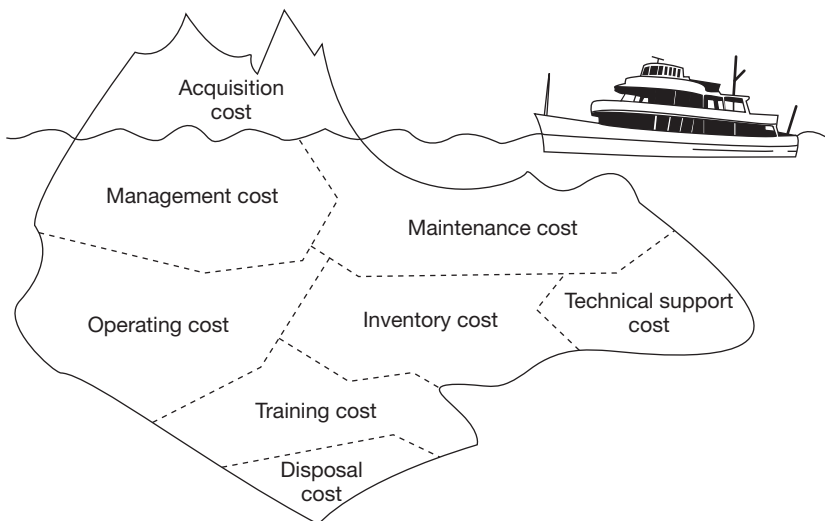 Acquisition
cost
Management cost
Maintenance cost
Operating cost
Inventory cost
Technical support
cost
Training cost
Disposal
cost